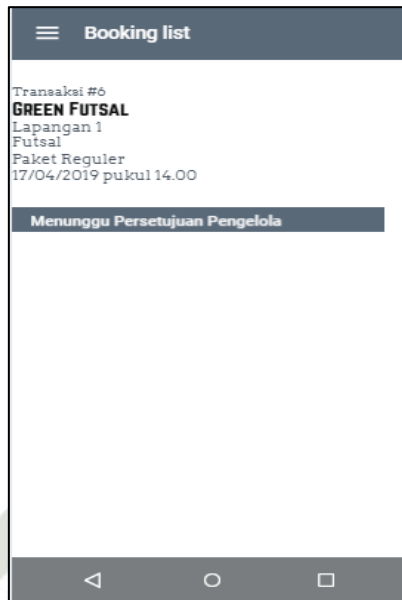 Booking list
Transaksi #6
GREEN FUTSAL
Lapangan 1
Futsal
Paket Reguler
17/04/2019 pukul 14.00
Menunggu Persetujuan Pengelola